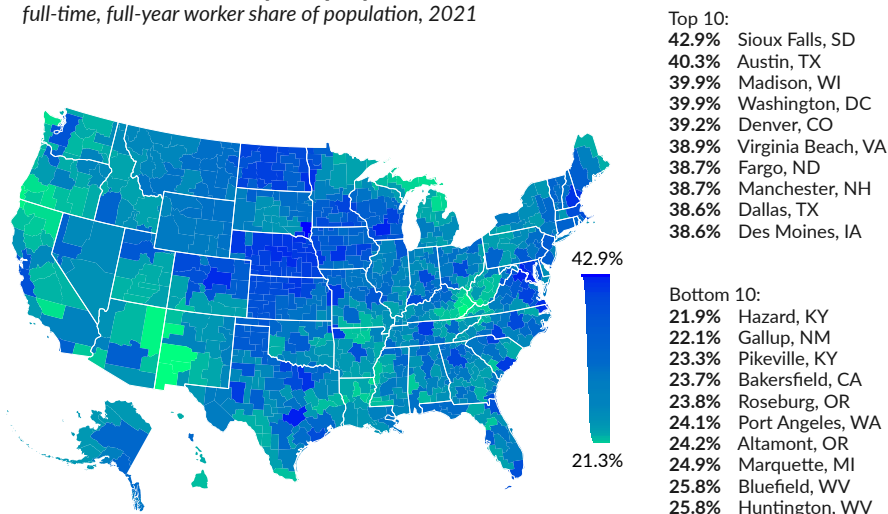 full-time, full-year worker share of population, 2021
Top 10:
42.9% Sioux Falls, SD
40.3% Austin, TX
39.9% Madison, WI
39.9% Washington, DC
39.2% Denver, CO
38.9% Virginia Beach, VA
38.7% Fargo, ND
38.7% Manchester, NH
38.6% Dallas, TX
38.6% Des Moines, IA
42.9%
21.3%
Bottom 10:
21.9% Hazard, KY
22.1% Gallup, NM
23.3% Pikeville, KY
23.7% Bakersfield, CA
23.8% Roseburg, OR
24.1% Port Angeles, WA
24.2% Altamont, OR
24.9% Marquette, MI
25.8% Bluefield, WV
25.8% Huntington, WV